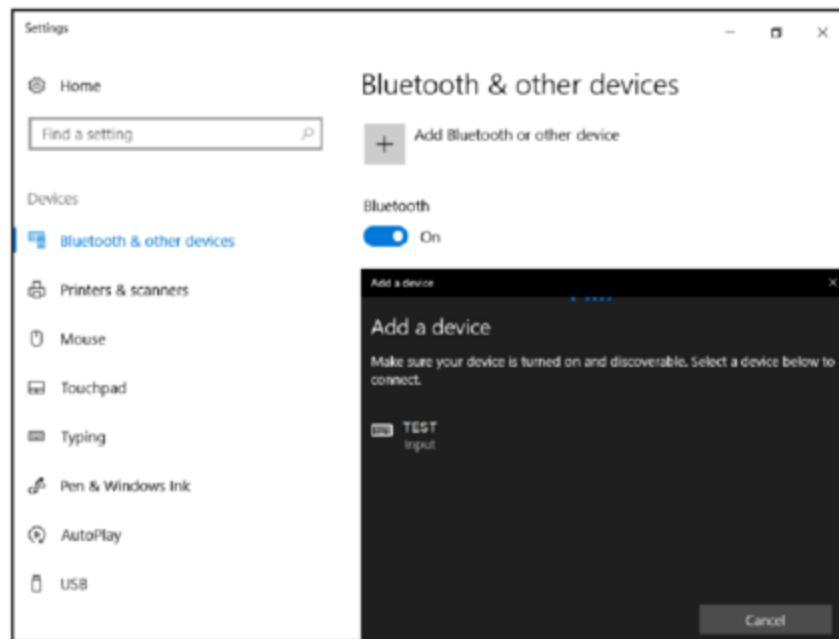 Settings
Home
Find a setting
Devices
Bluetooth & other devices
Printers & scanners
Mouse
Touchpad
Typing
Pen & Windows Ink
AutoPlay
USB
Bluetooth & other devices
Add Bluetooth or other device
Bluetooth
On
Add a device
Add a device
Make sure your device is turned on and discoverable. Select a device below to
connect.
TEST
Input
Cancel